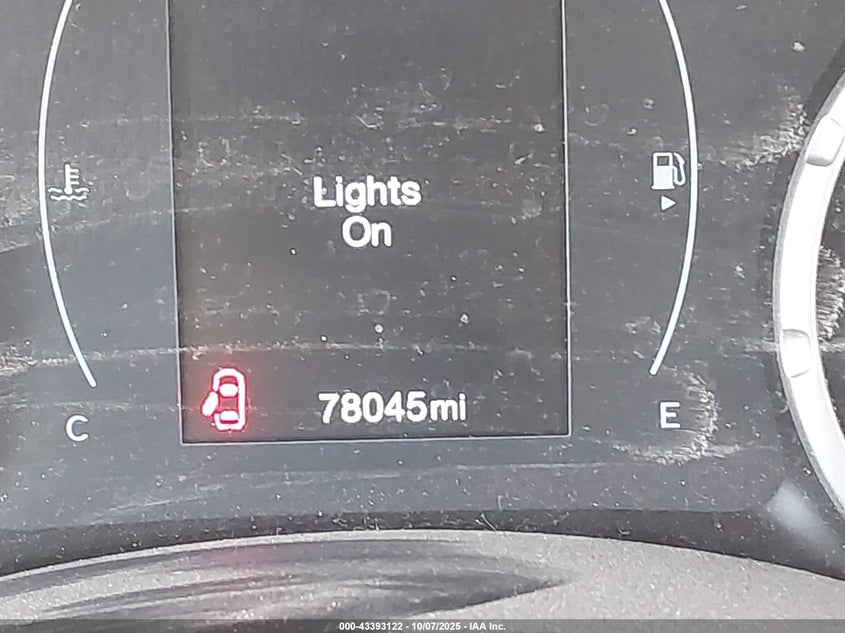 Lights
On
78045mi
C
E
000-43393122 - 10/07/2025 - IAA Inc.